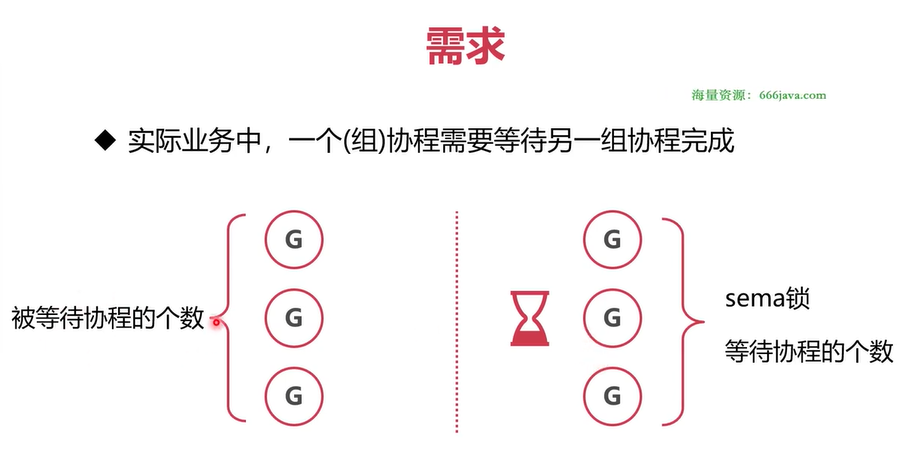 需求
海量资源：666java.com
◆ 实际业务中，一个(组)协程需要等待另一组协程完成
G
G
G
被等待协程的个数
G
G
G
sema锁
等待协程的个数